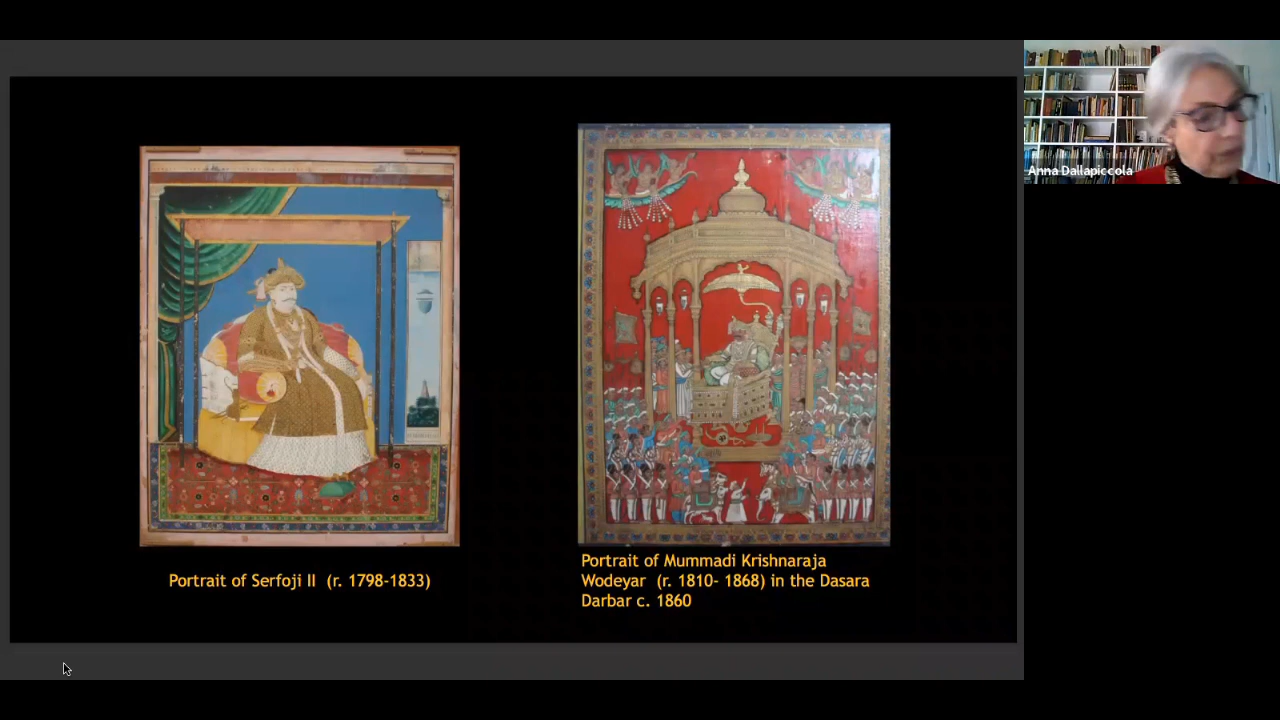 Anna Dallapiccola
Portrait of Serfoji II (r. 1798-1833)
Portrait of Mummadi Krishnaraja
Wodeyar (r. 1810- 1868) in the Dasara
Darbar c. 1860